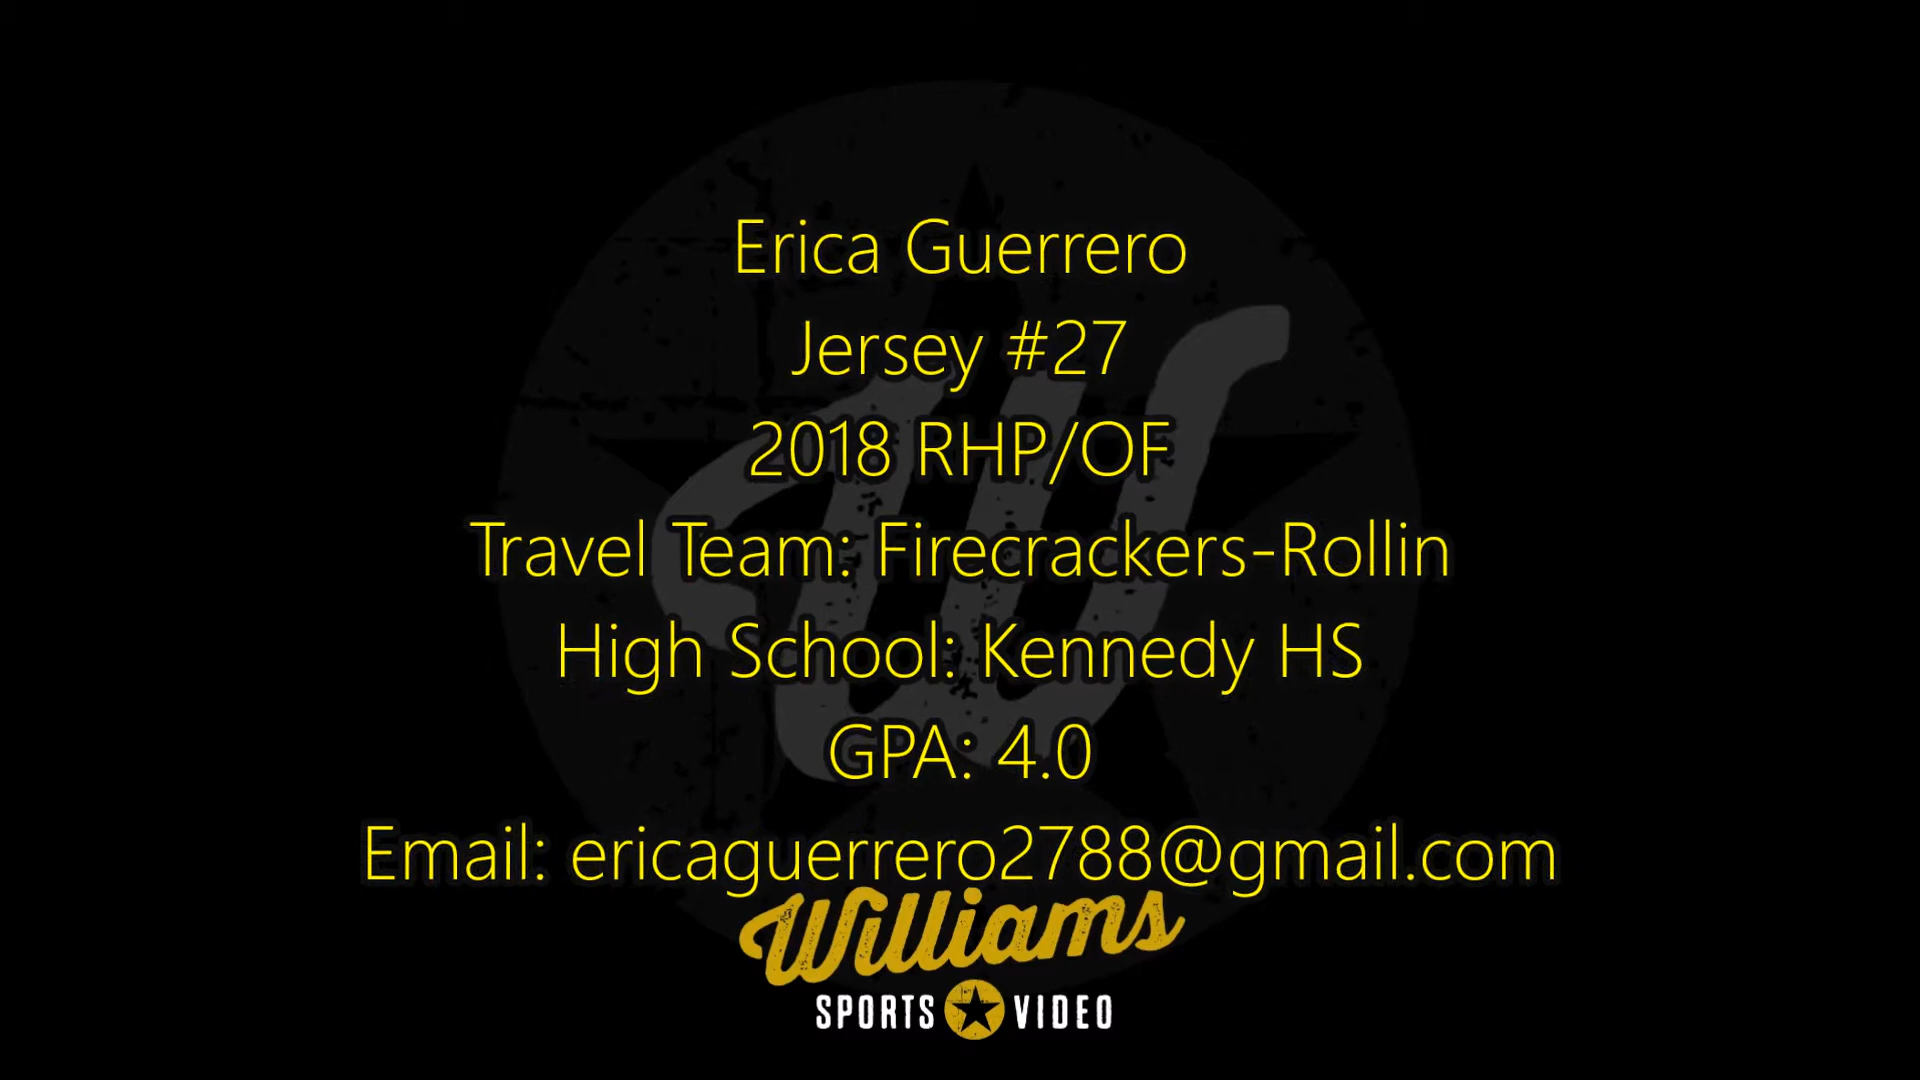 Erica Guerrero
Jersey #27
2018 RHP/OF
Travel Team: Firecrackers-Rollin
High School: Kennedy HS
GPA: 4.0
Email: ericaguerrero2788@gmail.com
Williams
SPORTS VIDEO